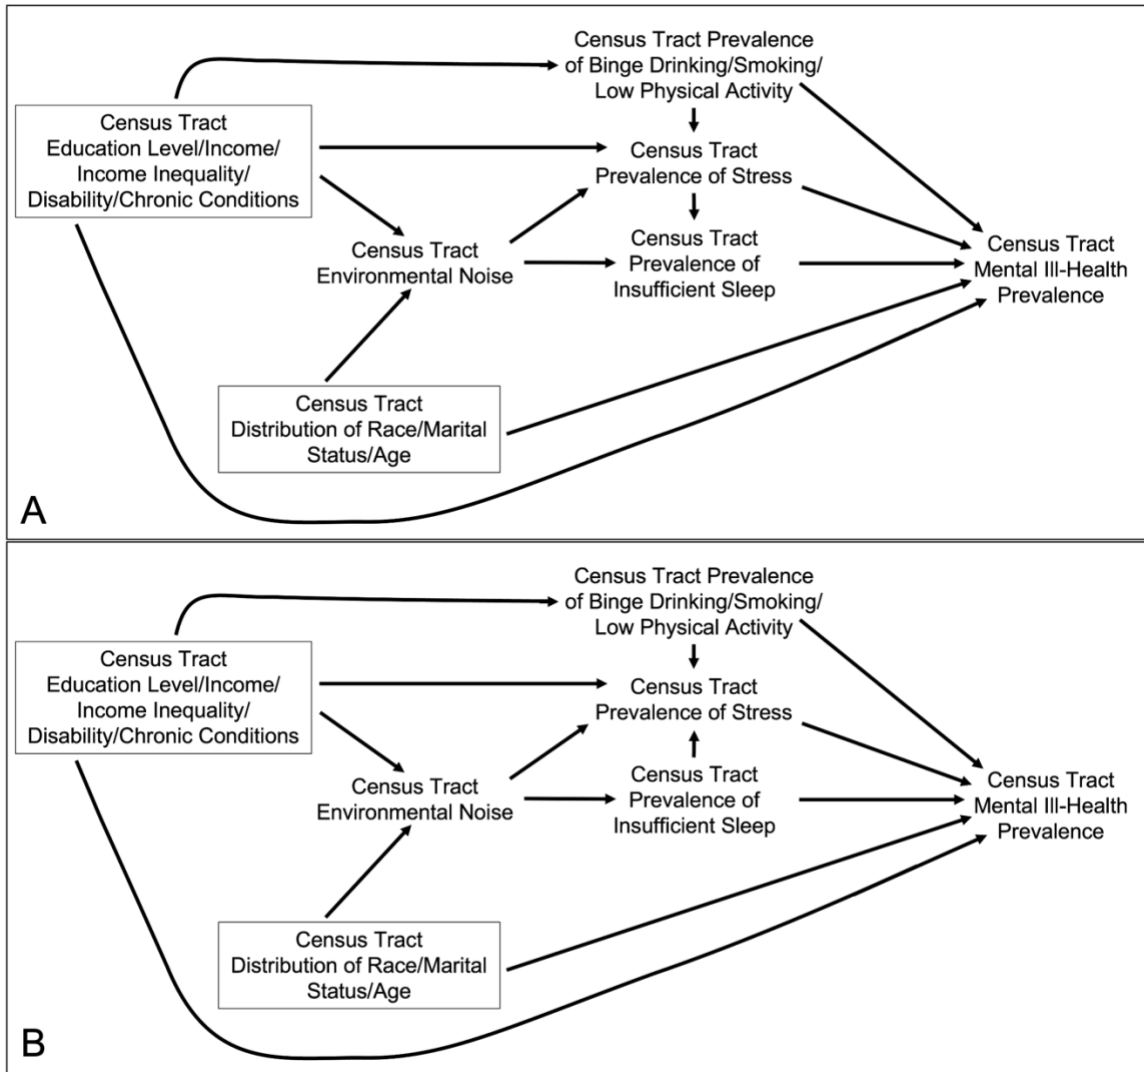 Census Tract Prevalence
of Binge Drinking/Smoking/
Low Physical Activity
Census Tract
Education Level/Income/
Income Inequality/
Disability/Chronic Conditions
Census Tract
Prevalence of Stress
Census Tract
Environmental Noise
Census Tract
Prevalence of
Insufficient Sleep
Census Tract
Mental Ill-Health
Prevalence
Census Tract
Distribution of Race/Marital
Status/Age
A
Census Tract Prevalence
of Binge Drinking/Smoking/
Low Physical Activity
Census Tract
Education Level/Income/
Income Inequality/
Disability/Chronic Conditions
Census Tract
Prevalence of Stress
Census Tract
Environmental Noise
Census Tract
Prevalence of
Insufficient Sleep
Census Tract
Mental Ill-Health
Prevalence
Census Tract
Distribution of Race/Marital
Status/Age
B